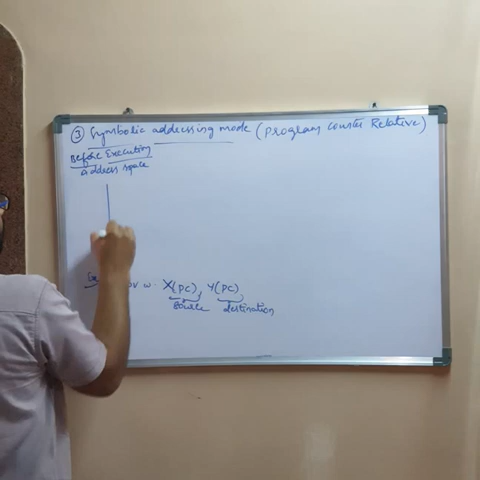 ③ Symbolic addressing mode (Program Counter Relative)
Before Execution
Address space
X(PC), Y(PC)
source destination